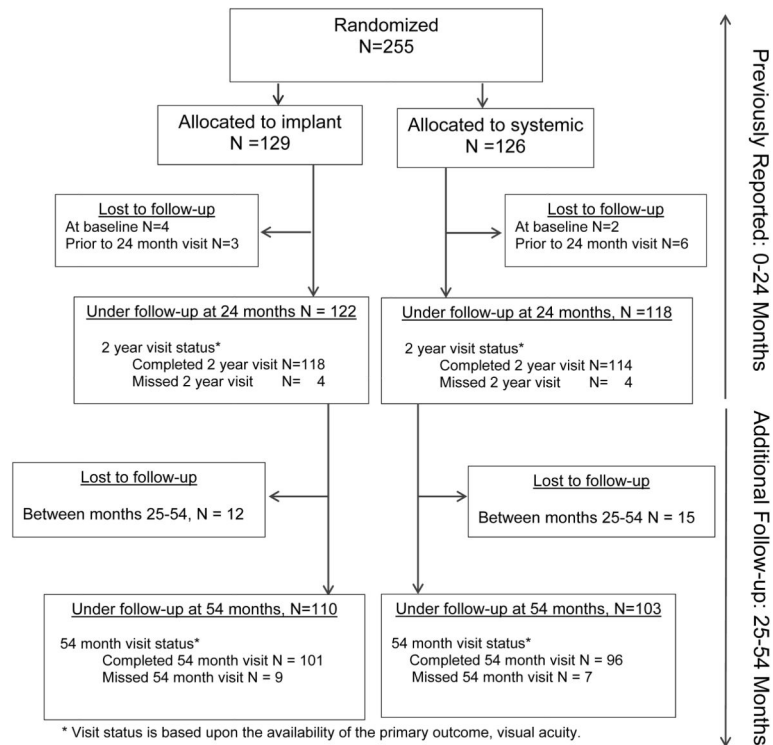 Randomized
N=255
Allocated to implant
N =129
Allocated to systemic
N =126
Lost to follow-up
At baseline N=4
Prior to 24 month visit N=3
Lost to follow-up
At baseline N=2
Prior to 24 month visit N=6
Under follow-up at 24 months N = 122
2 year visit status*
Completed 2 year visit N=118
Missed 2 year visit N= 4
Under follow-up at 24 months, N =118
2 year visit status*
Completed 2 year visit N=114
Missed 2 year visit N= 4
Previously Reported: 0-24 Months
Lost to follow-up
Between months 25-54, N = 12
Lost to follow-up
Between months 25-54 N = 15
Under follow-up at 54 months, N=110
54 month visit status*
Completed 54 month visit N = 101
Missed 54 month visit N = 9
Under follow-up at 54 months, N=103
54 month visit status*
Completed 54 month visit N = 96
Missed 54 month visit N = 7
Additional Follow-up: 25-54 Months
* Visit status is based upon the availability of the primary outcome, visual acuity.